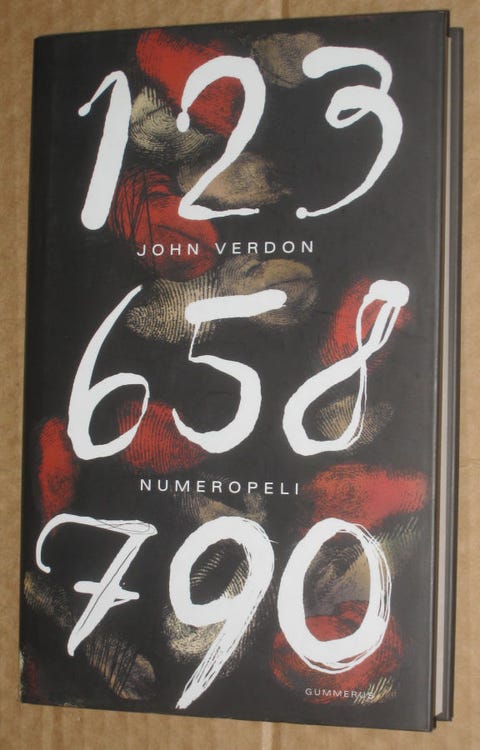 123
JOHN VERDON
658
NUMEROPELI
790
GUMMERUS